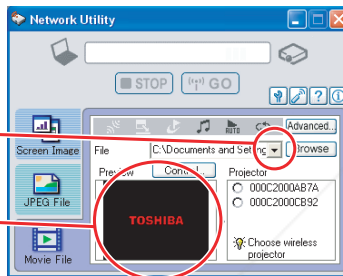 Network Utility
STOP GO
?
Screen Image
JPEG File
Movie File
AUTO Advanced..
File C:\Documents and Setting Browse
Preview Control.. Projector
TOSHIBA
000C2000AB7A
000C2000CB92
Choose wireless
projector